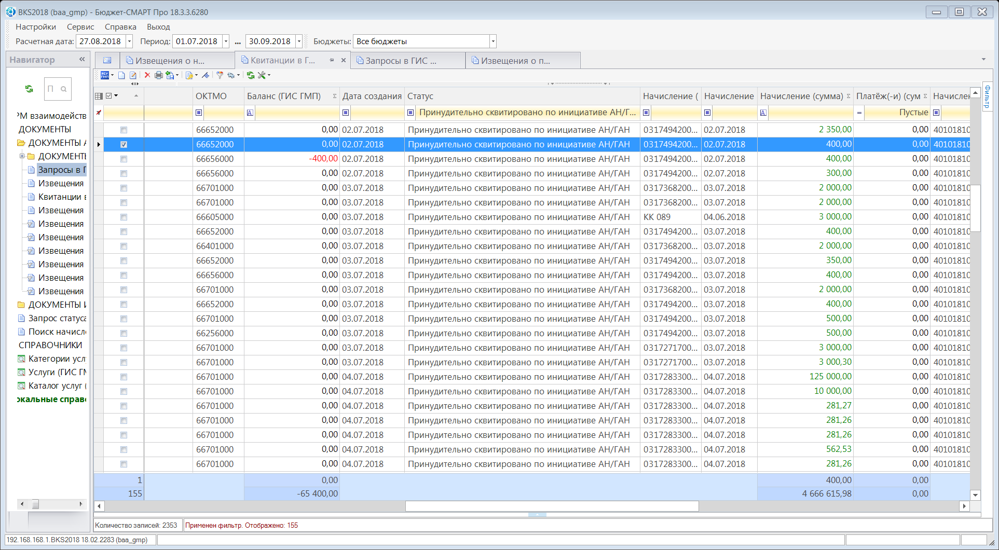 BKS2018 (baa_gmp) - Бюджет-СМАРТ Про 18.3.3.6280
Настройки Сервис Справка Выход
Расчетная дата: 27.08.2018 Период: 01.07.2018 ... 30.09.2018 Бюджеты: Все бюджеты
Навигатор «
Извещения о н... Квитанции в Г... Запросы в ГИС ... Извещения о п...
П
РМ взаимодейств
ДОКУМЕНТЫ
ДОКУМЕНТЫ А
ДОКУМЕНТЫ
Запросы в Г
Извещения
Квитанции в
Извещения
Извещения
Извещения
Извещения
Извещения
Извещения
Извещения
ДОКУМЕНТЫ И
Запрос статуса
Поиск начисле
СПРАВОЧНИКИ
Категории усл
Услуги (ГИС ГМ
Каталог услуг (
окальные справо
Фильтр
ОКТМО Баланс (ГИС ГМП) Σ Дата создания Статус Начисление ( Начисление Начисление (сумма) Σ Платёж(-и) (сум Σ Начислен
A Принудительно сквитировано по инициативе АН/Г... A = Пустые
66652000 0,00 02.07.2018 Принудительно сквитировано по инициативе АН/ГАН 0317494200... 02.07.2018 2 350,00 0,00 40101810
66652000 0,00 02.07.2018 Принудительно сквитировано по инициативе АН/ГАН 0317494200... 02.07.2018 400,00 0,00 40101810
66656000 -400,00 02.07.2018 Принудительно сквитировано по инициативе АН/ГАН 0317494200... 02.07.2018 400,00 0,00 40101810
66656000 0,00 02.07.2018 Принудительно сквитировано по инициативе АН/ГАН 0317494200... 02.07.2018 300,00 0,00 40101810
66701000 0,00 03.07.2018 Принудительно сквитировано по инициативе АН/ГАН 0317368200... 03.07.2018 2 000,00 0,00 40101810
66701000 0,00 03.07.2018 Принудительно сквитировано по инициативе АН/ГАН 0317368200... 03.07.2018 2 000,00 0,00 40101810
66605000 0,00 03.07.2018 Принудительно сквитировано по инициативе АН/ГАН КК 089 04.06.2018 3 000,00 0,00 40101810
66652000 0,00 03.07.2018 Принудительно сквитировано по инициативе АН/ГАН 0317494200... 03.07.2018 400,00 0,00 40101810
66401000 0,00 03.07.2018 Принудительно сквитировано по инициативе АН/ГАН 0317368200... 03.07.2018 2 000,00 0,00 40101810
66652000 0,00 03.07.2018 Принудительно сквитировано по инициативе АН/ГАН 0317494200... 03.07.2018 350,00 0,00 40101810
66656000 0,00 03.07.2018 Принудительно сквитировано по инициативе АН/ГАН 0317494200... 03.07.2018 400,00 0,00 40101810
66701000 0,00 03.07.2018 Принудительно сквитировано по инициативе АН/ГАН 0317368200... 03.07.2018 2 000,00 0,00 40101810
66652000 0,00 03.07.2018 Принудительно сквитировано по инициативе АН/ГАН 0317494200... 03.07.2018 400,00 0,00 40101810
66701000 0,00 03.07.2018 Принудительно сквитировано по инициативе АН/ГАН 0317494200... 03.07.2018 500,00 0,00 40101810
66256000 0,00 03.07.2018 Принудительно сквитировано по инициативе АН/ГАН 0317494200... 03.07.2018 500,00 0,00 40101810
66701000 0,00 03.07.2018 Принудительно сквитировано по инициативе АН/ГАН 0317271700... 03.07.2018 3 000,00 0,00 40101810
66701000 0,00 03.07.2018 Принудительно сквитировано по инициативе АН/ГАН 0317271700... 03.07.2018 3 000,30 0,00 40101810
66701000 0,00 04.07.2018 Принудительно сквитировано по инициативе АН/ГАН 0317283300... 04.07.2018 125 000,00 0,00 40101810
66701000 0,00 04.07.2018 Принудительно сквитировано по инициативе АН/ГАН 0317283300... 04.07.2018 10 000,00 0,00 40101810
66701000 0,00 04.07.2018 Принудительно сквитировано по инициативе АН/ГАН 0317283300... 04.07.2018 281,27 0,00 40101810
66701000 0,00 04.07.2018 Принудительно сквитировано по инициативе АН/ГАН 0317283300... 04.07.2018 281,26 0,00 40101810
66701000 0,00 04.07.2018 Принудительно сквитировано по инициативе АН/ГАН 0317283300... 04.07.2018 281,26 0,00 40101810
66701000 0,00 04.07.2018 Принудительно сквитировано по инициативе АН/ГАН 0317283300... 04.07.2018 562,53 0,00 40101810
66701000 0,00 04.07.2018 Принудительно сквитировано по инициативе АН/ГАН 0317283300... 04.07.2018 281,26 0,00 40101810
1 0,00 400,00 0,00
155 -65 400,00 4 666 615,98 0,00
Количество записей: 2353 Применен фильтр. Отображено: 155
192.168.168.1.BKS2018 18.02.2283 (baa_gmp)